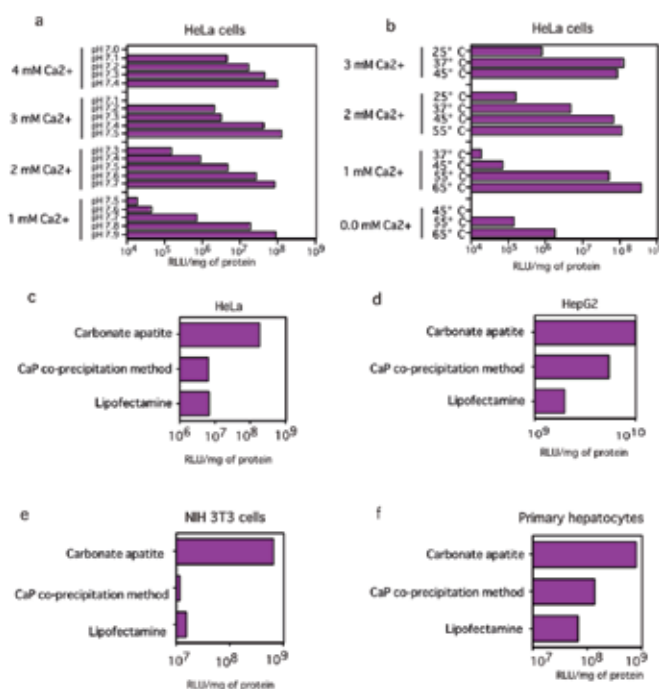 a
HeLa cells
4 mM Ca2+
pH 7.0
pH 7.1
pH 7.2
pH 7.3
pH 7.4
3 mM Ca2+
pH 7.1
pH 7.2
pH 7.3
pH 7.4
pH 7.5
2 mM Ca2+
pH 7.3
pH 7.4
pH 7.5
pH 7.6
pH 7.7
1 mM Ca2+
pH 7.5
pH 7.6
pH 7.7
pH 7.8
pH 7.9
10⁴ 10⁵ 10⁶ 10⁷ 10⁸ 10⁹
RLU/mg of protein
b
HeLa cells
3 mM Ca2+
25° C
37° C
45° C
2 mM Ca2+
25° C
37° C
45° C
55° C
1 mM Ca2+
37° C
45° C
55° C
65° C
0.0 mM Ca2+
45° C
55° C
65° C
10⁴ 10⁵ 10⁶ 10⁷ 10⁸
RLU/mg of protein
c
HeLa
Carbonate apatite
CaP co-precipitation method
Lipofectamine
10⁶ 10⁷ 10⁸ 10⁹
RLU/mg of protein
d
HepG2
Carbonate apatite
CaP co-precipitation method
Lipofectamine
10⁹ 10¹⁰
RLU/mg of protein
e
NIH 3T3 cells
Carbonate apatite
CaP co-precipitation method
Lipofectamine
10⁷ 10⁸ 10⁹
RLU/mg of protein
f
Primary hepatocytes
Carbonate apatite
CaP co-precipitation method
Lipofectamine
10⁷ 10⁸ 10⁹
RLU/mg of protein